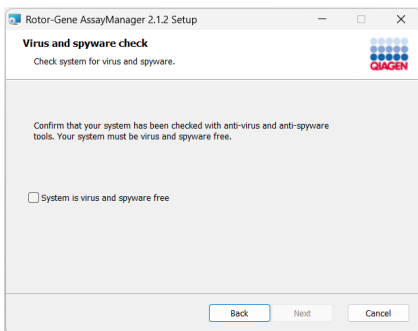 Rotor-Gene AssayManager 2.1.2 Setup
Virus and spyware check
Check system for virus and spyware.
QIAGEN
Confirm that your system has been checked with anti-virus and anti-spyware
tools. Your system must be virus and spyware free.
System is virus and spyware free
Back Next Cancel